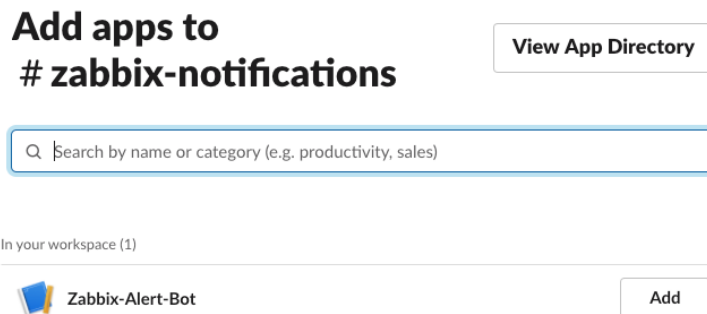 Add apps to
# zabbix-notifications
View App Directory
Search by name or category (e.g. productivity, sales)
In your workspace (1)
Zabbix-Alert-Bot
Add